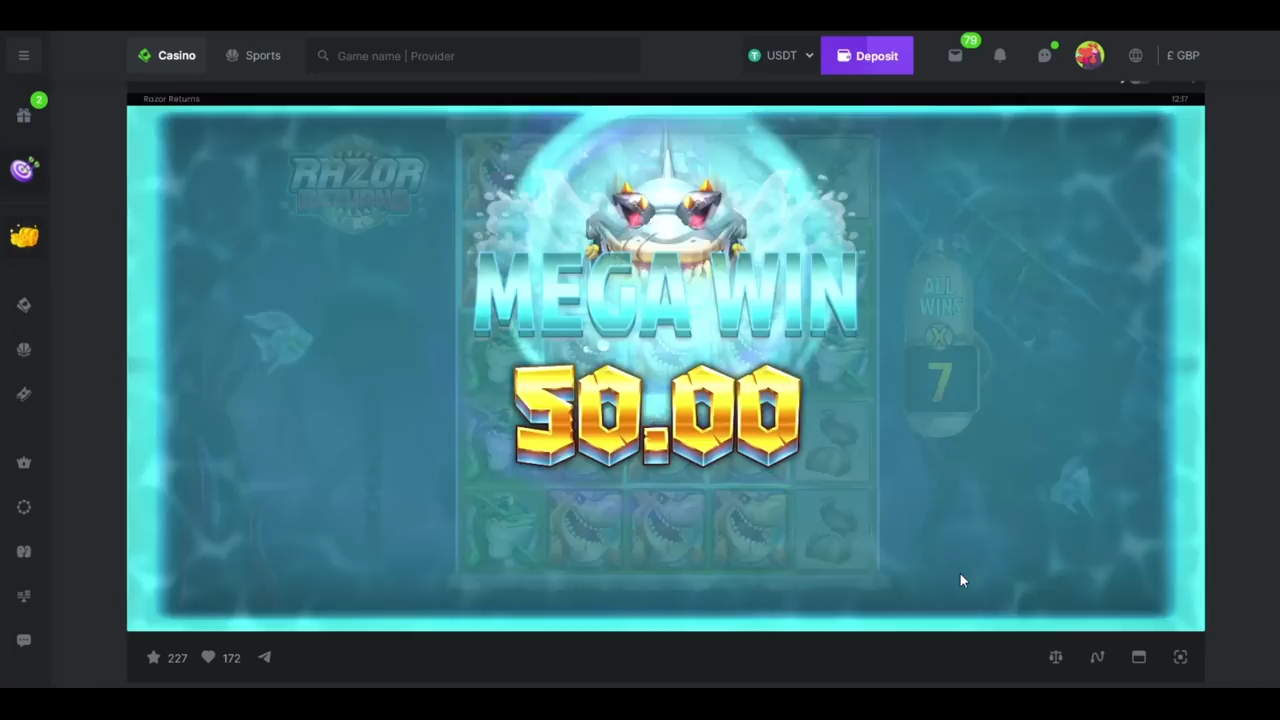 Casino
Sports
Game name | Provider
USDT
Deposit
79
£ GBP
2
Razor Returns
12:17
RAZOR
RETURNS
MEGA WIN
ALL
WINS
X
7
50.00
227
172